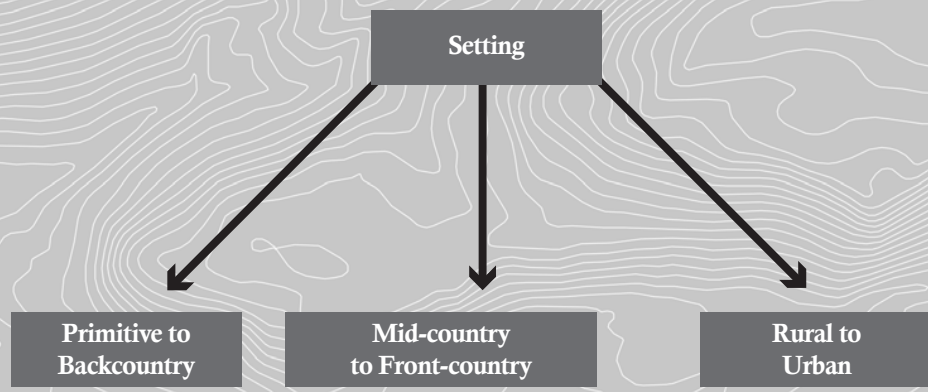 Setting
Primitive to
Backcountry
Mid-country
to Front-country
Rural to
Urban